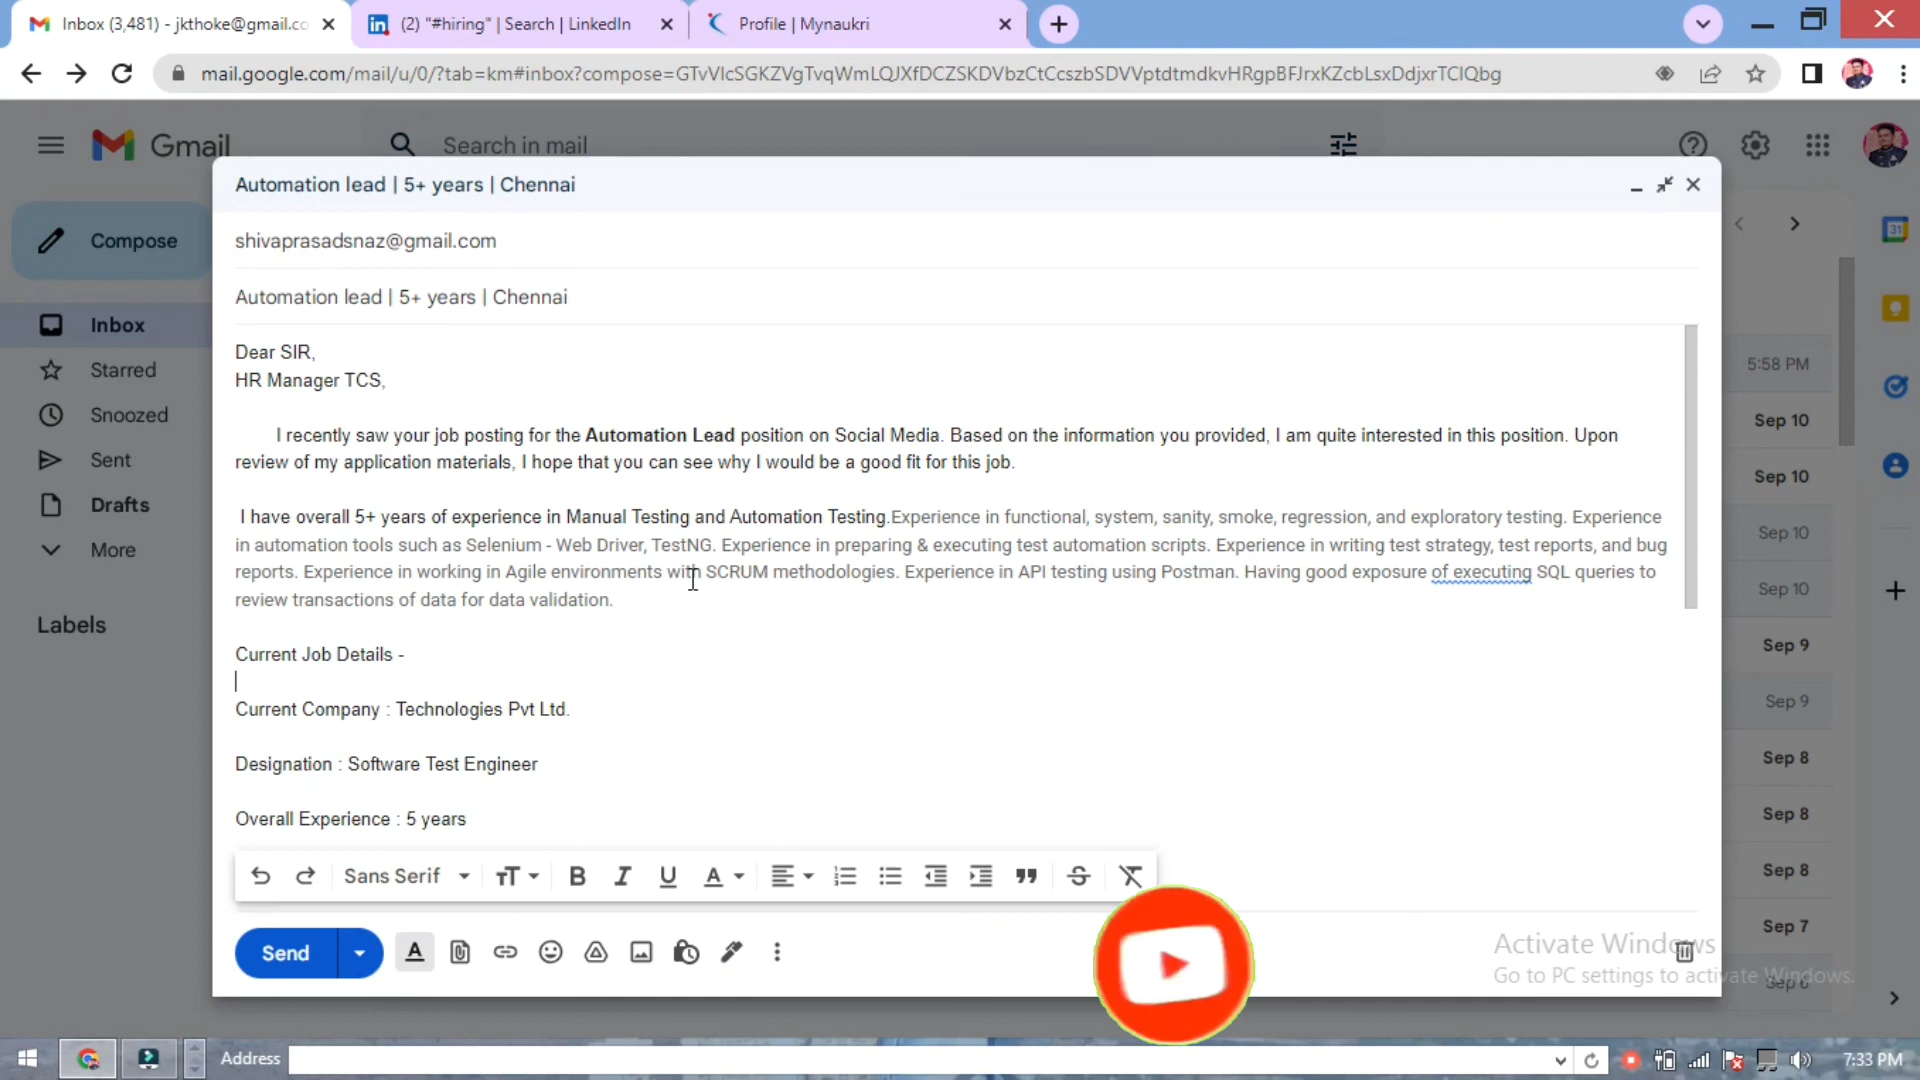 Inbox (3,481) - jkthoke@gmail.co
(2) "#hiring" | Search | LinkedIn
Profile | Mynaukri
mail.google.com/mail/u/0/?tab=km#inbox?compose=GTvVlcSGKZVgTvqWmLQJXfDCZSKDVbzCtCcszbSDVVptdtmdkvHRgpBFJrxKZcbLsxDdjxrTClQbg
Gmail
Search in mail
Compose
Inbox
Starred
Snoozed
Sent
Drafts
More
Labels
Automation lead | 5+ years | Chennai
shivaprasadsnaz@gmail.com
Automation lead | 5+ years | Chennai
Dear SIR,
HR Manager TCS,
I recently saw your job posting for the Automation Lead position on Social Media. Based on the information you provided, I am quite interested in this position. Upon
review of my application materials, I hope that you can see why I would be a good fit for this job.
I have overall 5+ years of experience in Manual Testing and Automation Testing.Experience in functional, system, sanity, smoke, regression, and exploratory testing. Experience
in automation tools such as Selenium - Web Driver, TestNG. Experience in preparing & executing test automation scripts. Experience in writing test strategy, test reports, and bug
reports. Experience in working in Agile environments with SCRUM methodologies. Experience in API testing using Postman. Having good exposure of executing SQL queries to
review transactions of data for data validation.
Current Job Details -
Current Company : Technologies Pvt Ltd.
Designation : Software Test Engineer
Overall Experience : 5 years
Sans Serif
Send
5:58 PM
Sep 10
Sep 10
Sep 10
Sep 10
Sep 9
Sep 9
Sep 8
Sep 8
Sep 8
Sep 7
Sep 6
31
Activate Windows
Go to PC settings to activate Windows.
Address
7:33 PM